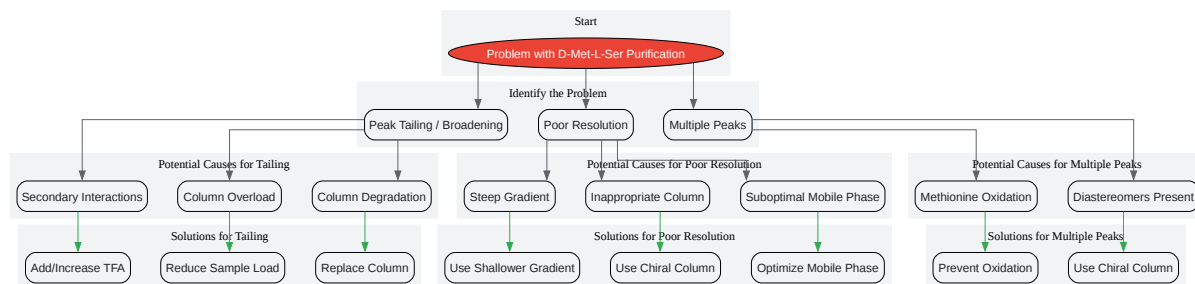 Start
Problem with D-Met-L-Ser Purification
Identify the Problem
Peak Tailing / Broadening
Poor Resolution
Multiple Peaks
Potential Causes for Tailing
Potential Causes for Poor Resolution
Potential Causes for Multiple Peaks
Secondary Interactions
Column Overload
Column Degradation
Steep Gradient
Inappropriate Column
Suboptimal Mobile Phase
Methionine Oxidation
Diastereomers Present
Solutions for Tailing
Solutions for Poor Resolution
Solutions for Multiple Peaks
Add/Increase TFA
Reduce Sample Load
Replace Column
Use Shallower Gradient
Use Chiral Column
Optimize Mobile Phase
Prevent Oxidation
Use Chiral Column